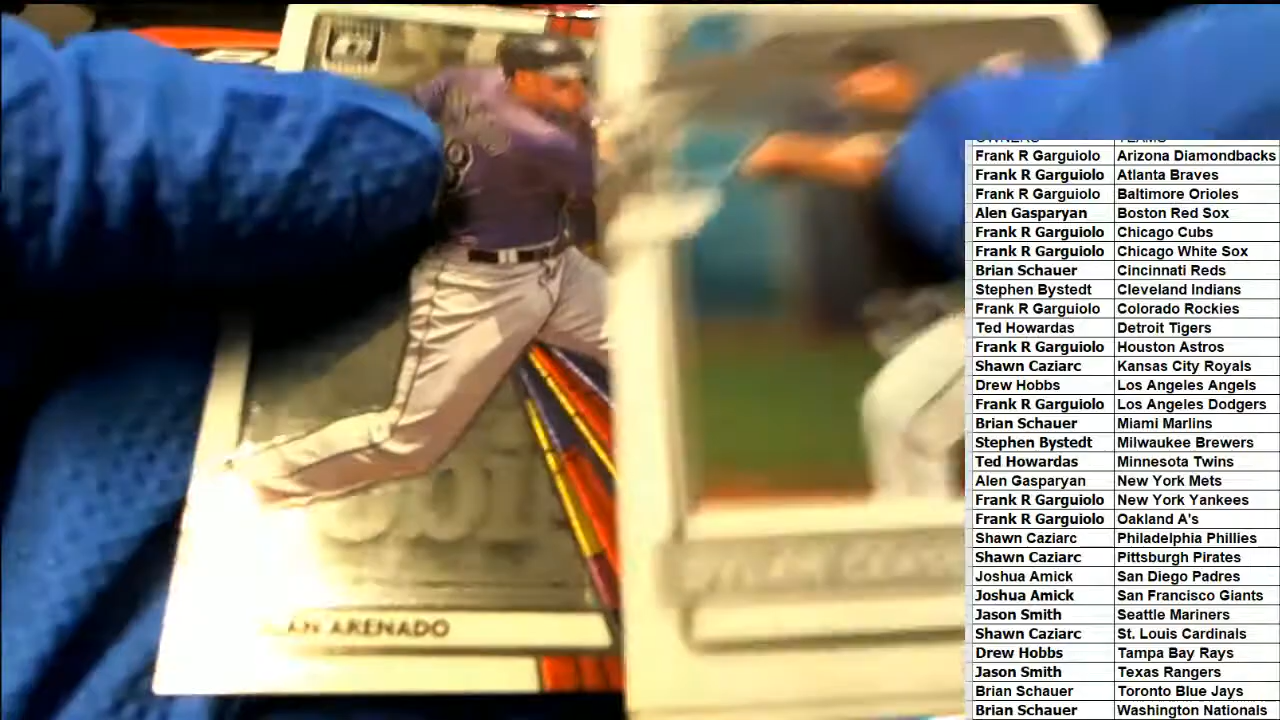 Frank R Garguiolo Arizona Diamondbacks
Frank R Garguiolo Atlanta Braves
Frank R Garguiolo Baltimore Orioles
Alen Gasparyan Boston Red Sox
Frank R Garguiolo Chicago Cubs
Frank R Garguiolo Chicago White Sox
Brian Schauer Cincinnati Reds
Stephen Bystedt Cleveland Indians
Frank R Garguiolo Colorado Rockies
Ted Howardas Detroit Tigers
Frank R Garguiolo Houston Astros
Shawn Caziarc Kansas City Royals
Drew Hobbs Los Angeles Angels
Frank R Garguiolo Los Angeles Dodgers
Brian Schauer Miami Marlins
Stephen Bystedt Milwaukee Brewers
Ted Howardas Minnesota Twins
Alen Gasparyan New York Mets
Frank R Garguiolo New York Yankees
Frank R Garguiolo Oakland A's
Shawn Caziarc Philadelphia Phillies
Shawn Caziarc Pittsburgh Pirates
Joshua Amick San Diego Padres
Joshua Amick San Francisco Giants
Jason Smith Seattle Mariners
Shawn Caziarc St. Louis Cardinals
Drew Hobbs Tampa Bay Rays
Jason Smith Texas Rangers
Brian Schauer Toronto Blue Jays
Brian Schauer Washington Nationals
ARENADO